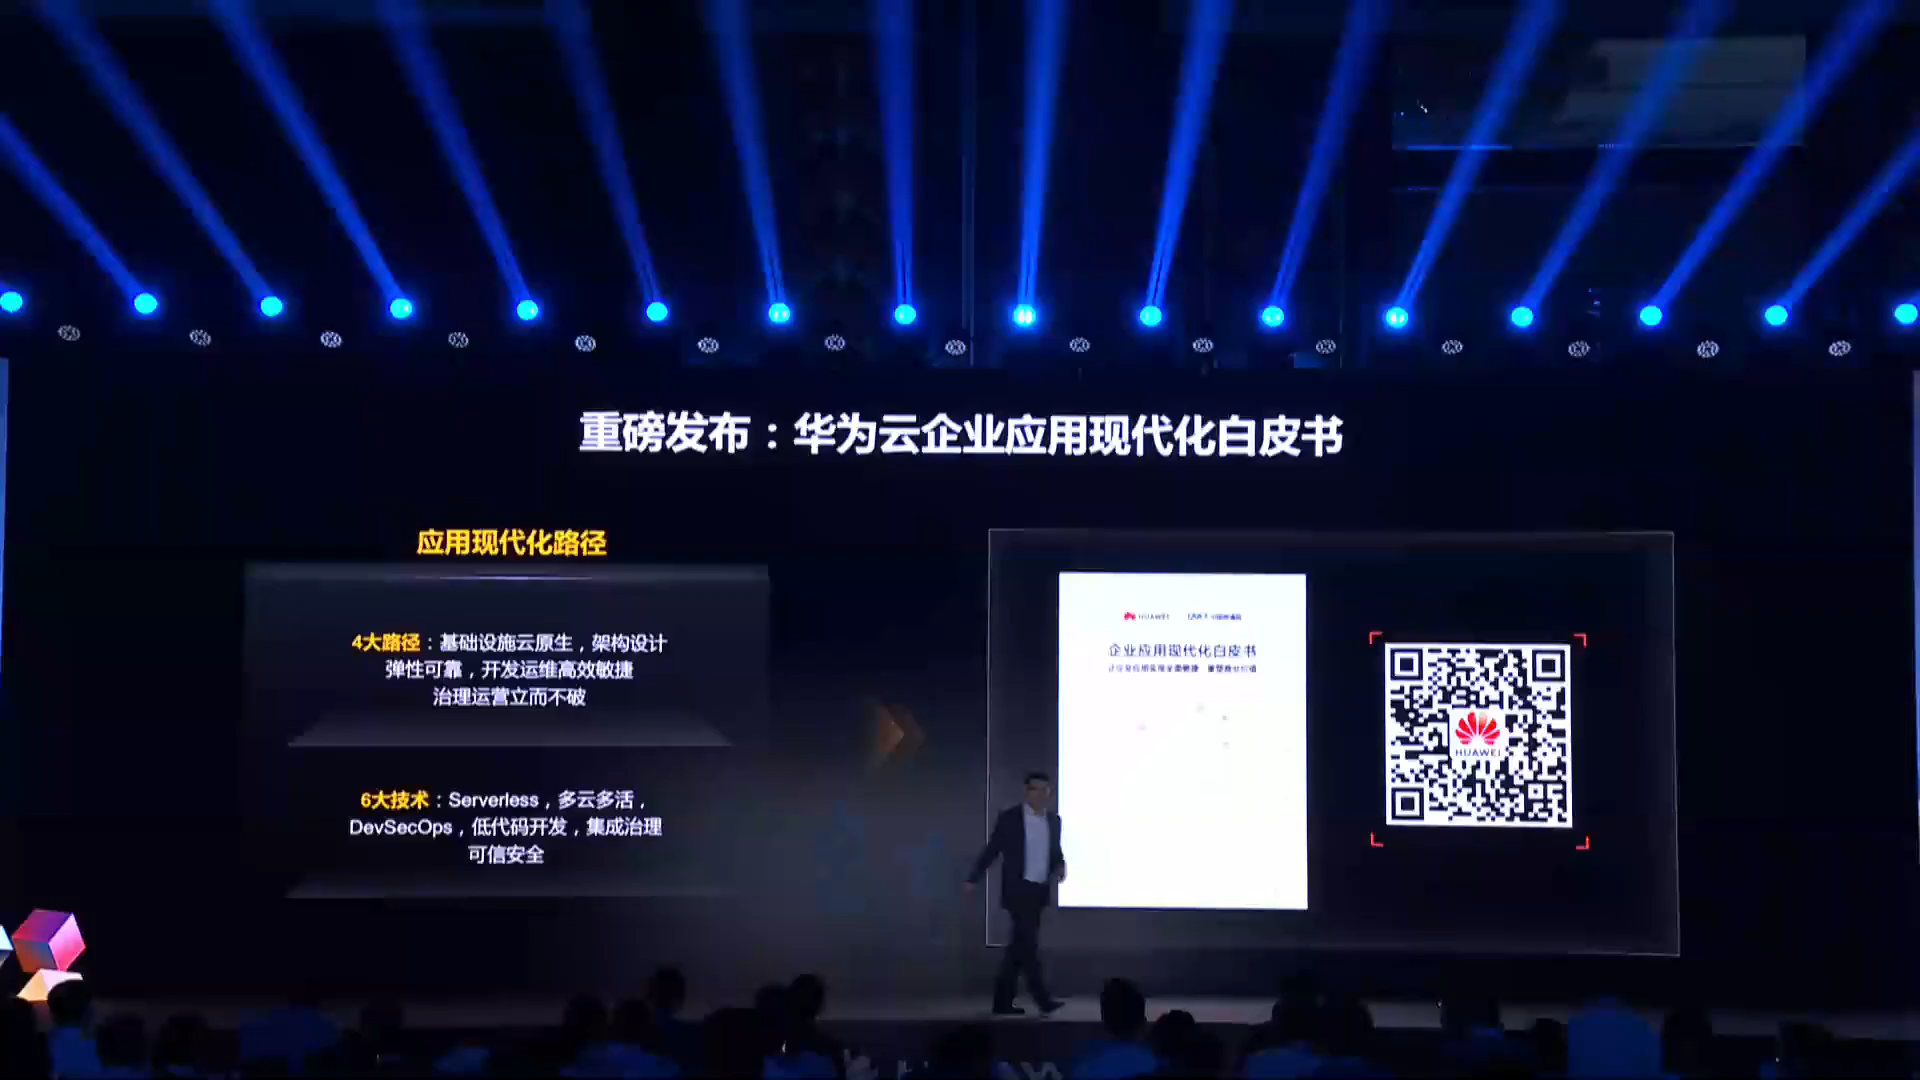 重磅发布：华为云企业应用现代化白皮书
应用现代化路径
4大路径：基础设施云原生，架构设计
弹性可靠，开发运维高效敏捷
治理运营立而不破
6大技术：Serverless，多云多活，
DevSecOps，低代码开发，集成治理
可信安全
HUAWEI
企业应用现代化白皮书
HUAWEI